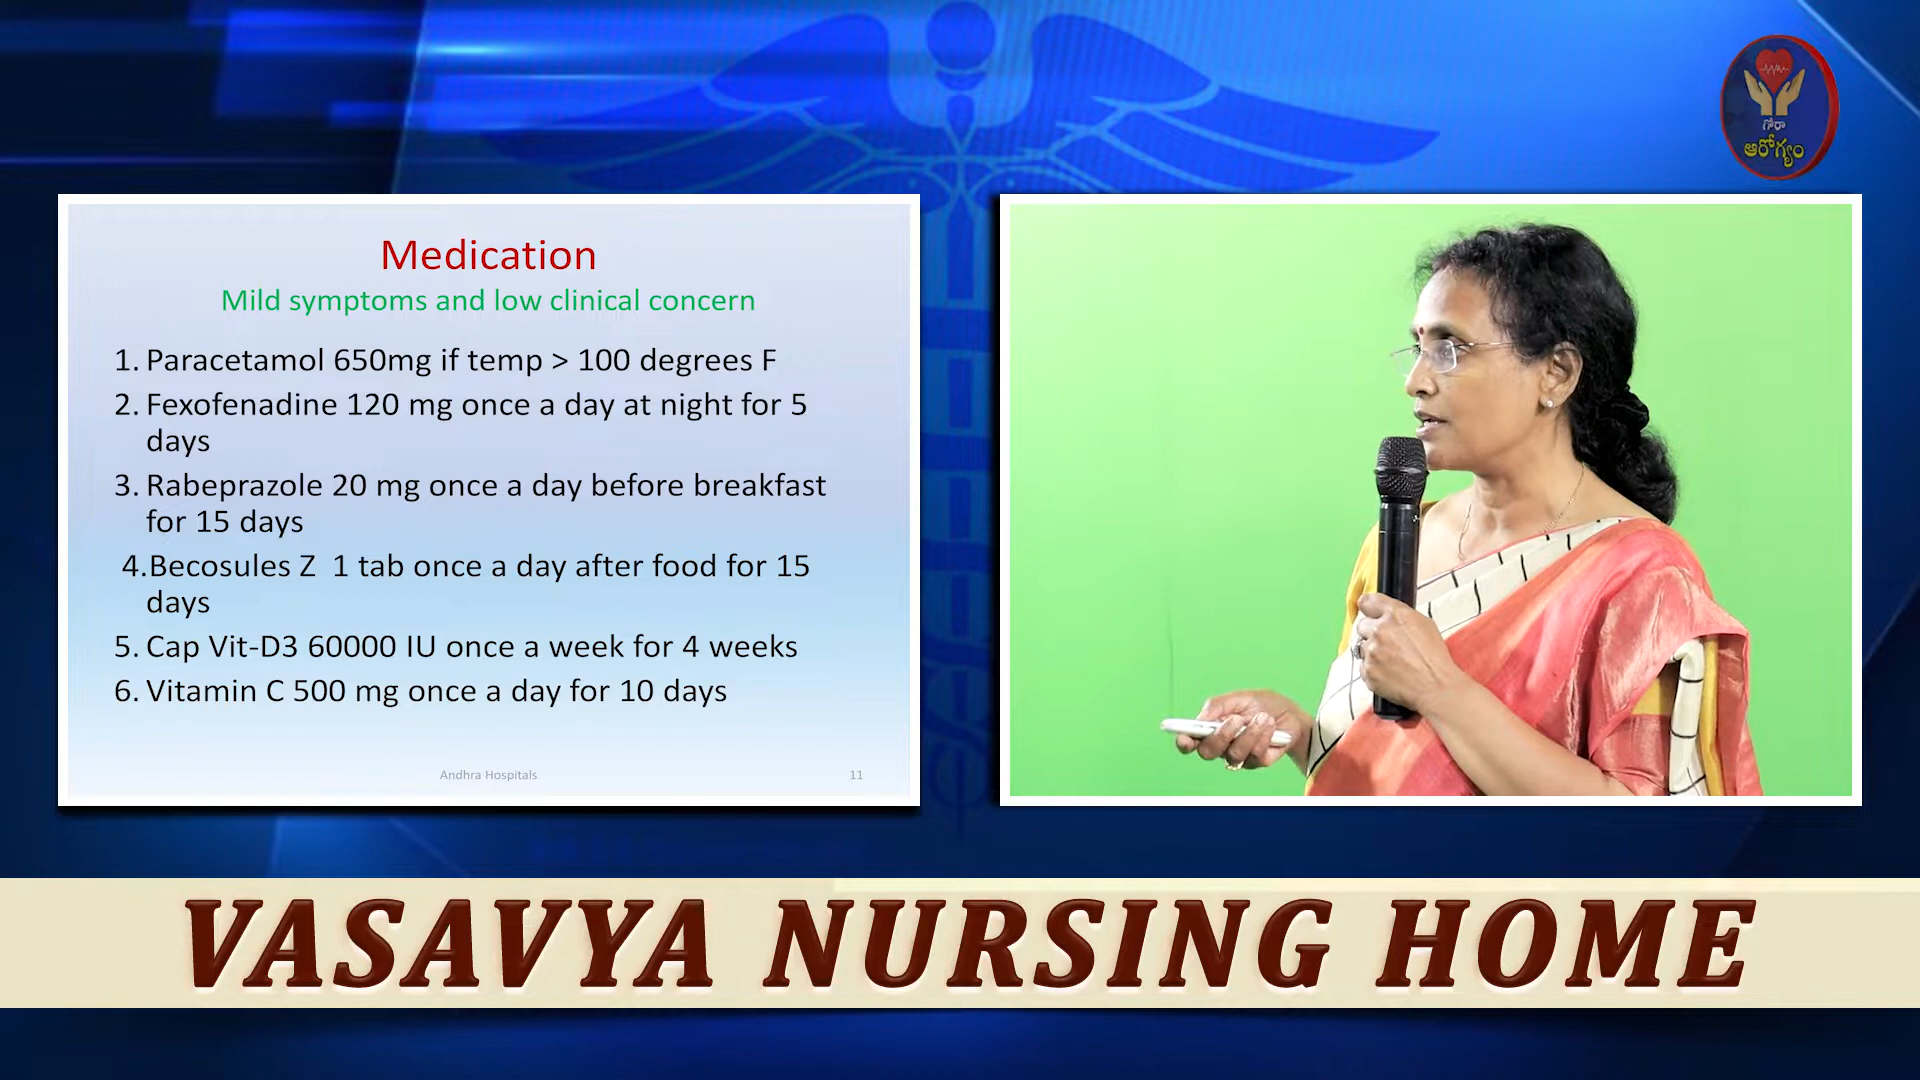 గోరా
ఆరోగ్యం
Medication
Mild symptoms and low clinical concern
1. Paracetamol 650mg if temp > 100 degrees F
2. Fexofenadine 120 mg once a day at night for 5
days
3. Rabeprazole 20 mg once a day before breakfast
for 15 days
4.Becosules Z 1 tab once a day after food for 15
days
5. Cap Vit-D3 60000 IU once a week for 4 weeks
6. Vitamin C 500 mg once a day for 10 days
Andhra Hospitals 11
VASAVYA NURSING HOME